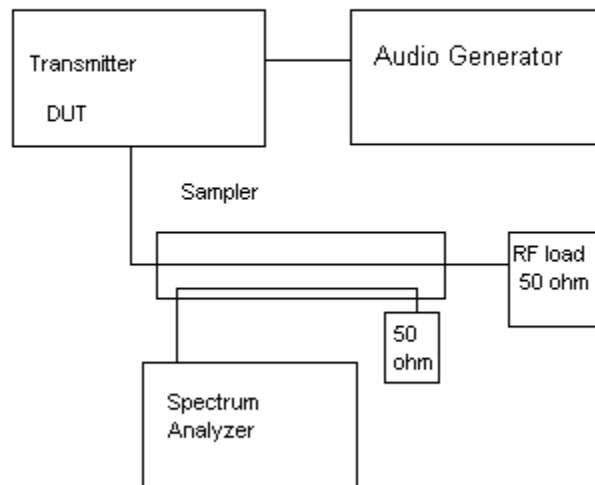 Transmitter
DUT
Audio Generator
Sampler
RF load
50 ohm
50
ohm
Spectrum
Analyzer